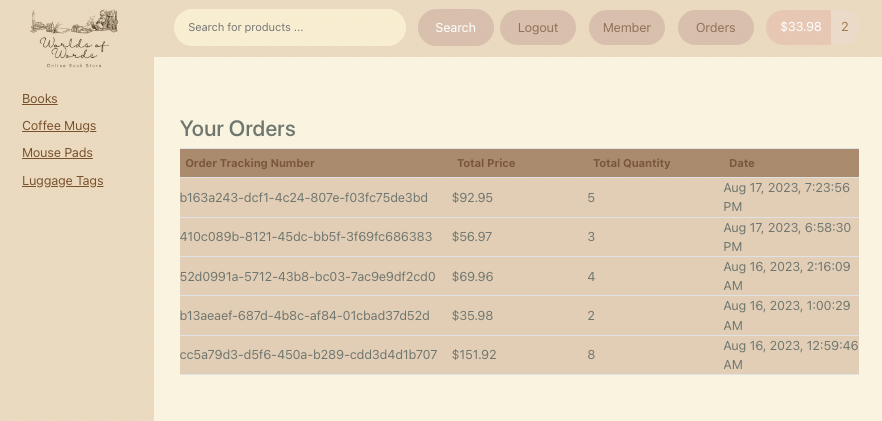 Worlds of
Words
Online Book Store
Search for products ...
Search
Logout
Member
Orders
$33.98 2
Books
Coffee Mugs
Mouse Pads
Luggage Tags
Your Orders
Order Tracking Number Total Price Total Quantity Date
b163a243-dcf1-4c24-807e-f03fc75de3bd $92.95 5 Aug 17, 2023, 7:23:56
PM
410c089b-8121-45dc-bb5f-3f69fc686383 $56.97 3 Aug 17, 2023, 6:58:30
PM
52d0991a-5712-43b8-bc03-7ac9e9df2cd0 $69.96 4 Aug 16, 2023, 2:16:09
AM
b13aeaef-687d-4b8c-af84-01cbad37d52d $35.98 2 Aug 16, 2023, 1:00:29
AM
cc5a79d3-d5f6-450a-b289-cdd3d4d1b707 $151.92 8 Aug 16, 2023, 12:59:46
AM